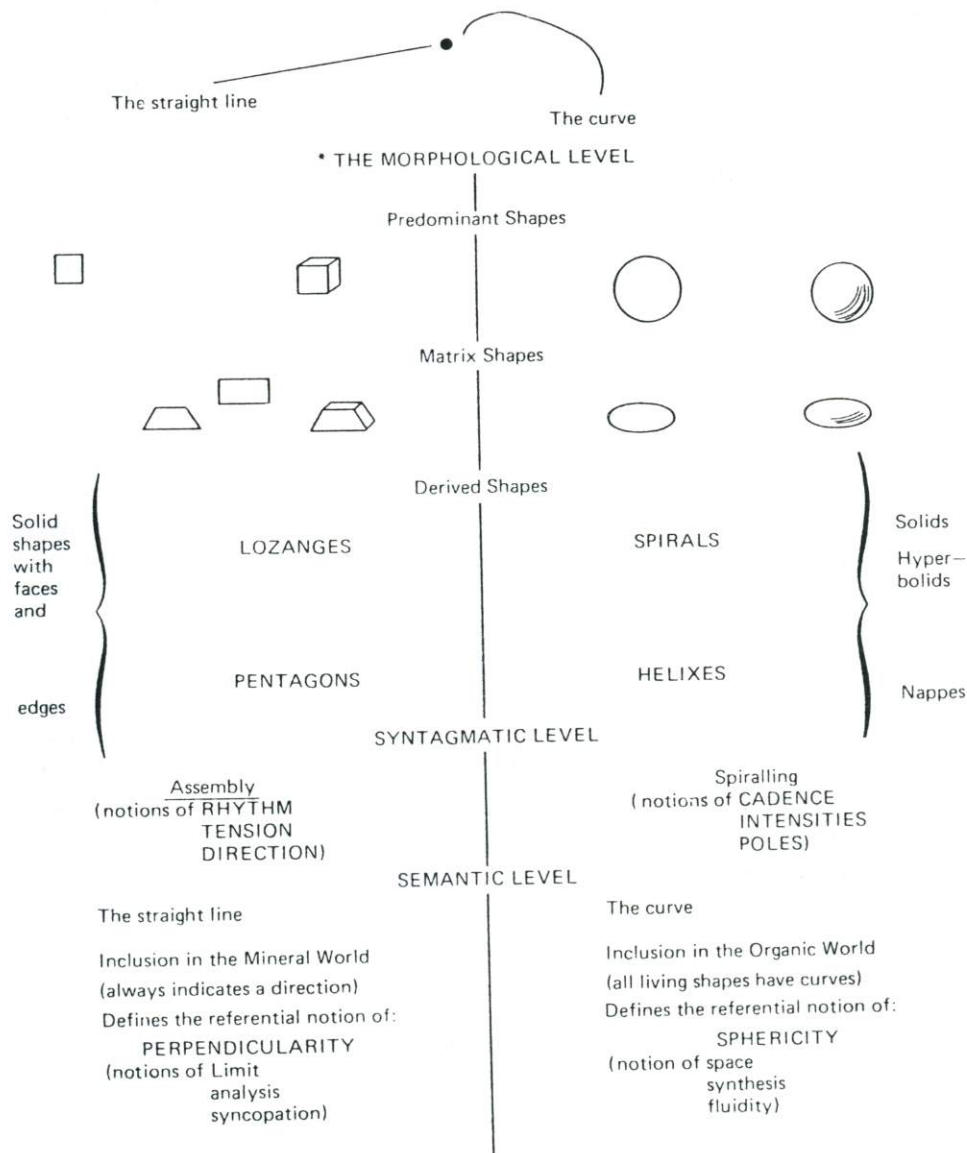 The straight line
The curve
* THE MORPHOLOGICAL LEVEL
Predominant Shapes
Matrix Shapes
Derived Shapes
Solid
shapes
with
faces
and
edges
LOZANGES
PENTAGONS
SPIRALS
HELIXES
Solids
Hyper–
bolids
Nappes
SYNTAGMATIC LEVEL
Assembly
(notions of RHYTHM
TENSION
DIRECTION)
Spiralling
(notions of CADENCE
INTENSITIES
POLES)
SEMANTIC LEVEL
The straight line
Inclusion in the Mineral World
(always indicates a direction)
Defines the referential notion of:
PERPENDICULARITY
(notions of Limit
analysis
syncopation)
The curve
Inclusion in the Organic World
(all living shapes have curves)
Defines the referential notion of:
SPHERICITY
(notion of space
synthesis
fluidity)